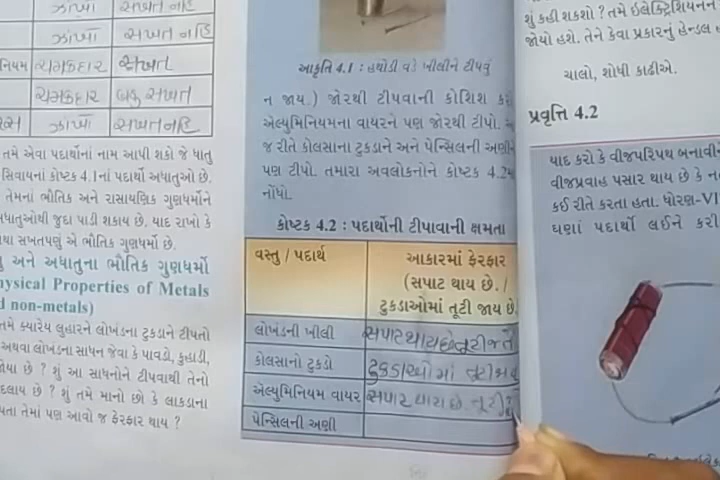 ઝાંખા સખત નહિ
ઝાંખા સખત નહિ
નિયમ ચમકદાર સખત
ચમકદાર બહુ સખત
ઝાંખા સખત નહિ
તમે એવા પદાર્થોનાં નામ આપી શકો જે ધાતુ
સિવાયનાં કોષ્ટક 4.1નાં પદાર્થો અધાતુઓ છે.
તેમનાં ભૌતિક અને રાસાયણિક ગુણધર્મોને
જુદા પાડી શકાય છે, યાદ રાખો કે
સખતપણું એ ભૌતિક ગુણધર્મો છે.
અને અધાતુના ભૌતિક ગુણધર્મો
Physical Properties of Metals
non-metals)
તમે ક્યારેય લુહારને લોખંડના ટુકડાને ટીપતો
અથવા લોખંડના સાધન જેવા કે પાવડો, કુહાડી,
છે ? શું આ સાધનોને ટીપવાથી તેનો
છે ? શું તમે માનો છો કે લાકડાના
તેમાં પણ આવો જ ફેરફાર થાય ?
આકૃતિ 4.1 : હથોડી વડે ખીલીને ટીપવું
ન જાય.) જોરથી ટીપવાની કોશિશ
એલ્યુમિનિયમના વાયરને પણ જોરથી ટીપો.
જ રીતે કોલસાના ટુકડાને અને પેન્સિલની અણીને
પણ ટીપો. તમારા અવલોકનોને કોષ્ટક 4.2માં
નોંધો.
કોષ્ટક 4.2 : પદાર્થોની ટીપાવાની ક્ષમતા
વસ્તુ / પદાર્થ આકારમાં ફેરફાર
(સપાટ થાય છે. /
ટુકડાઓમાં તૂટી જાય છે.
લોખંડની ખીલી સપાટ થાય છે
કોલસાનો ટુકડો ટુકડાઓમાં
એલ્યુમિનિયમ વાયર સપાટ થાય છે.
પેન્સિલની અણી
શું કહી શકશો ? તમે ઇલેક્ટ્રિશિયનને
જોયો હશે. તેને કેવા પ્રકારનું હેન્ડલ
ચાલો, શોધી કાઢીએ.
પ્રવૃત્તિ 4.2
યાદ કરો કે વીજપરિપથ બનાવીને
વીજપ્રવાહ પસાર થાય છે કે
કઈ રીતે કરતા હતા. ધોરણ-VI
ઘણાં પદાર્થો લઈને કરી